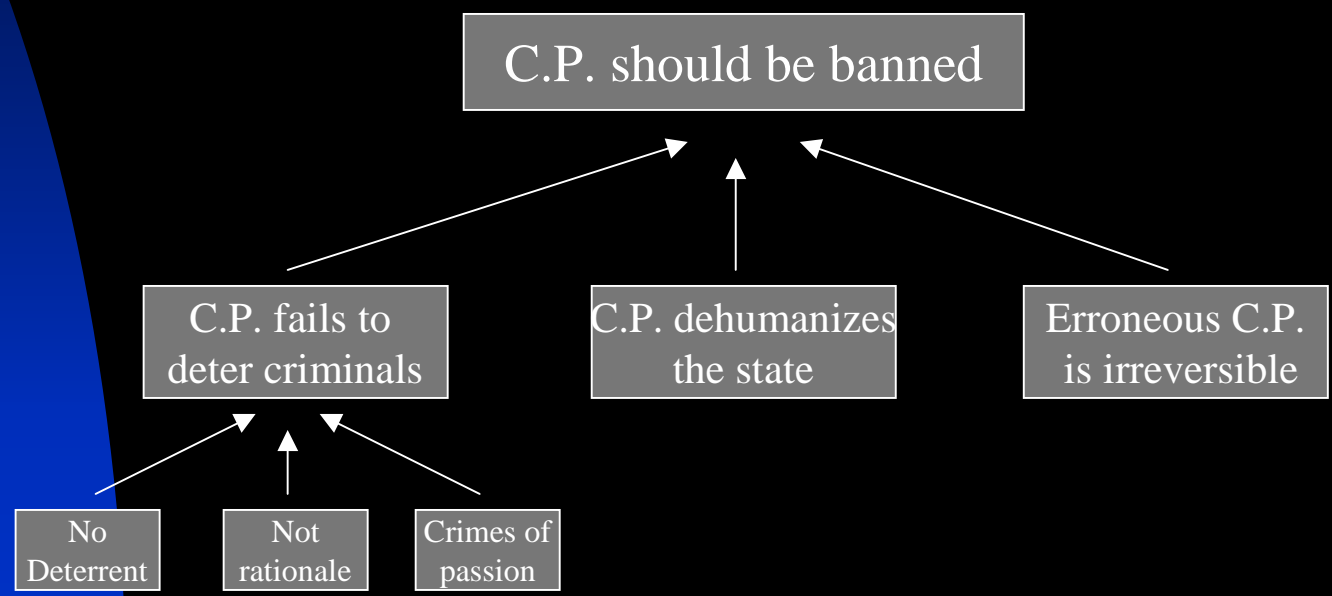 C.P. should be banned
C.P. fails to
deter criminals
C.P. dehumanizes
the state
Erroneous C.P.
is irreversible
No
Deterrent
Not
rationale
Crimes of
passion